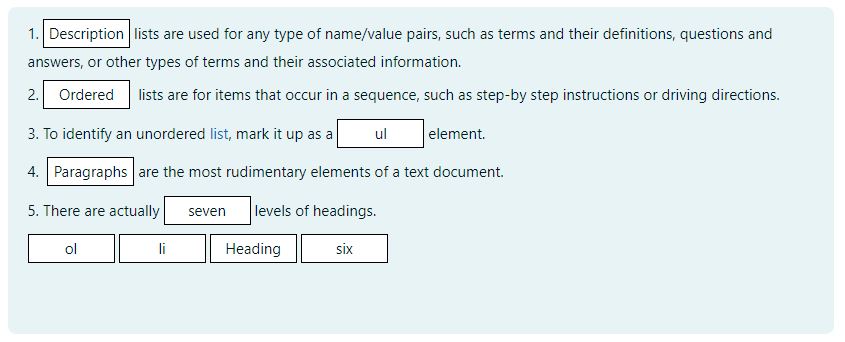 1. Description lists are used for any type of name/value pairs, such as terms and their definitions, questions and
answers, or other types of terms and their associated information.
2. Ordered lists are for items that occur in a sequence, such as step-by step instructions or driving directions.
3. To identify an unordered list, mark it up as a ul element.
4. Paragraphs are the most rudimentary elements of a text document.
5. There are actually seven levels of headings.
ol li Heading six